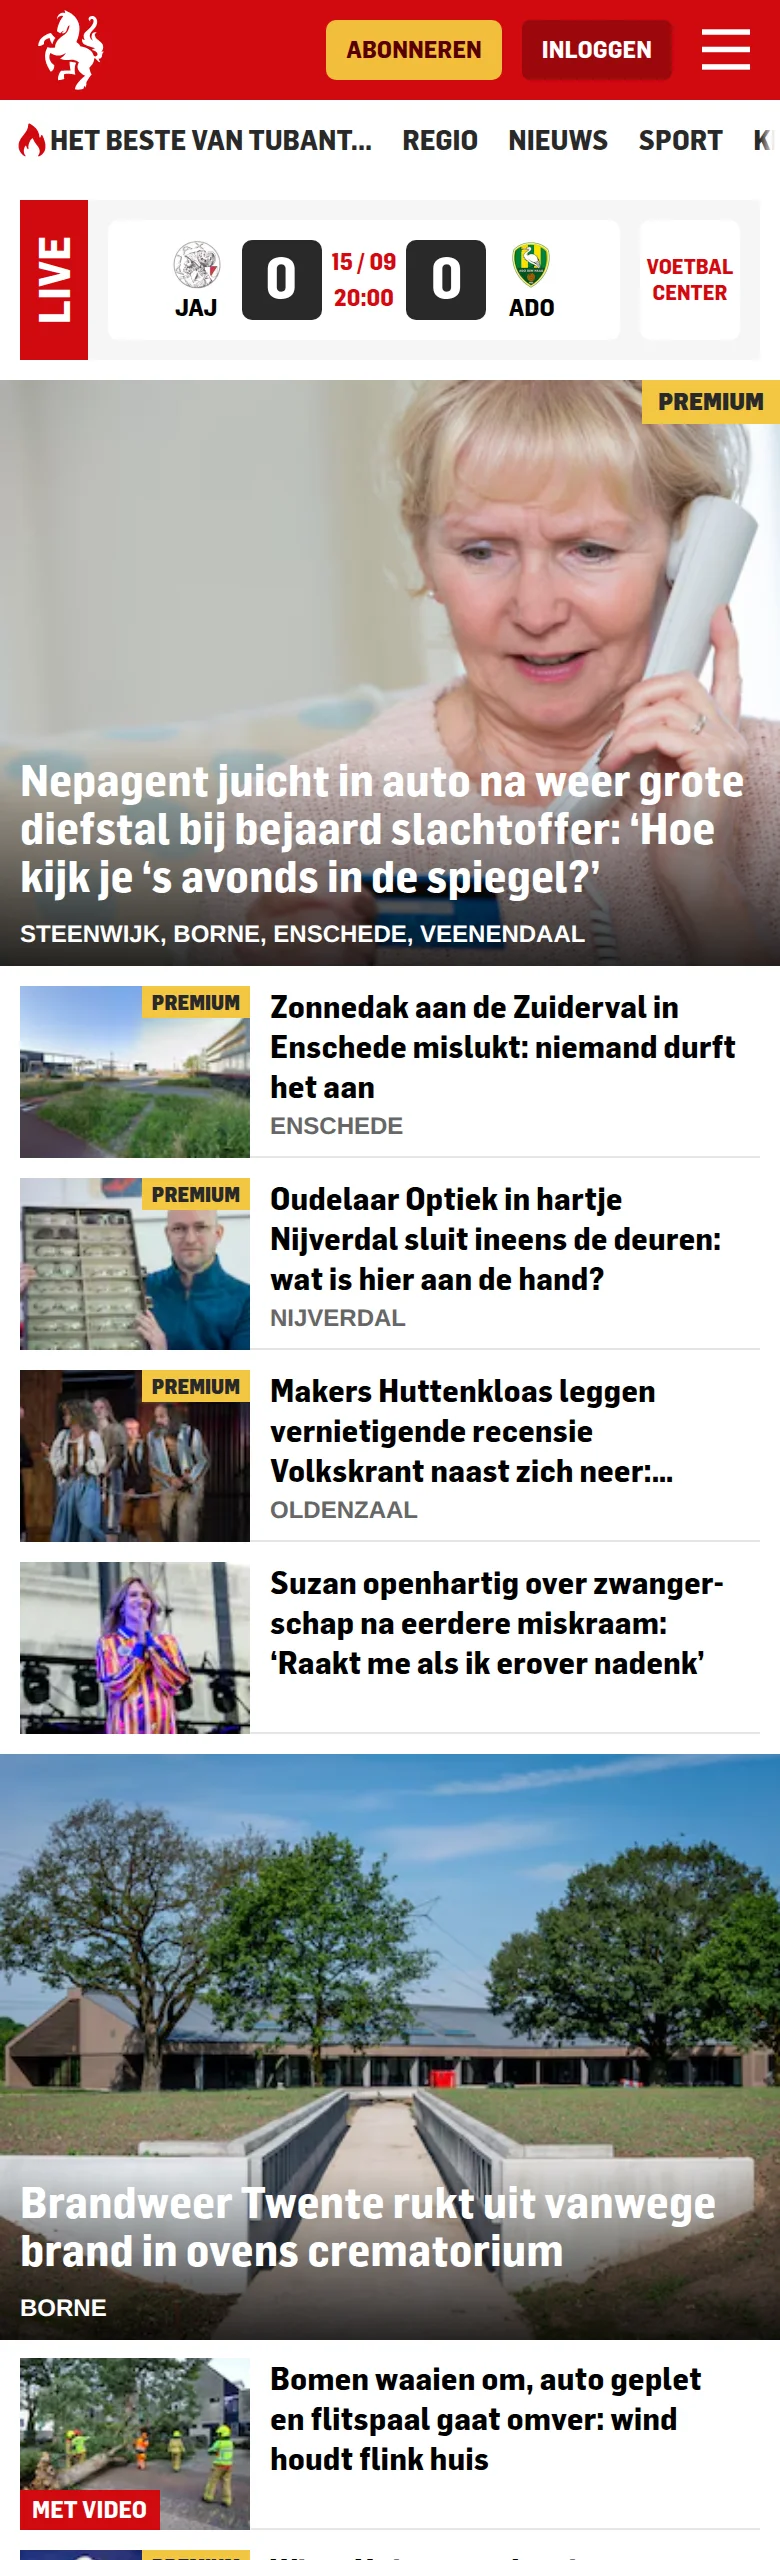 ABONNEREN
INLOGGEN
HET BESTE VAN TUBANT... REGIO NIEUWS SPORT
LIVE
JAJ
0
15 / 09
20:00
0
ADO
VOETBAL
CENTER
PREMIUM
Nepagent juicht in auto na weer grote
diefstal bij bejaard slachtoffer: ‘Hoe
kijk je ‘s avonds in de spiegel?’
STEENWIJK, BORNE, ENSCHEDE, VEENENDAAL
PREMIUM
Zonnedak aan de Zuiderval in
Enschede mislukt: niemand durft
het aan
ENSCHEDE
PREMIUM
Oudelaar Optiek in hartje
Nijverdal sluit ineens de deuren:
wat is hier aan de hand?
NIJVERDAL
PREMIUM
Makers Huttenkloas leggen
vernietigende recensie
Volkskrant naast zich neer:...
OLDENZAAL
Suzan openhartig over zwanger-
schap na eerdere miskraam:
‘Raakt me als ik erover nadenk’
Brandweer Twente rukt uit vanwege
brand in ovens crematorium
BORNE
Bomen waaien om, auto geplet
en flitspaal gaat omver: wind
houdt flink huis
MET VIDEO